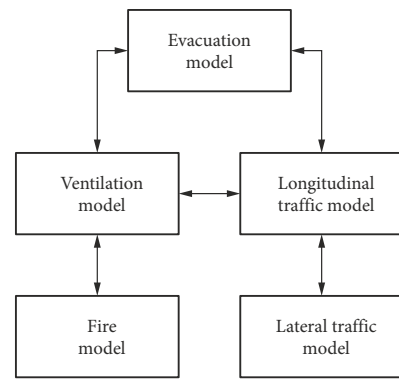 Evacuation
model
Ventilation
model
Longitudinal
traffic model
Fire
model
Lateral traffic
model